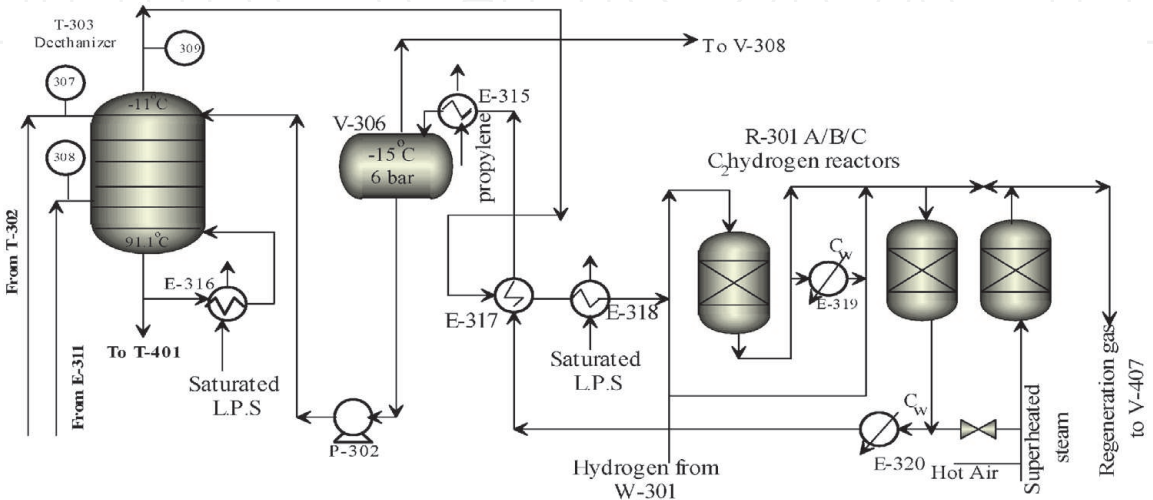 T-303
Deethanizer
309
To V-308
307
-11°C
E-315
V-306
R-301 A/B/C
C2hydrogen reactors
308
-15°C
6 bar
propylene
From T-302
91.1°C
Cw
E-316
E-319
E-317
E-318
To T-401
From E-311
Saturated
L.P.S
Saturated
L.P.S
Cw
P-302
E-320
Hydrogen from
W-301
Hot Air
Superheated
steam
Regeneration gas
to V-407